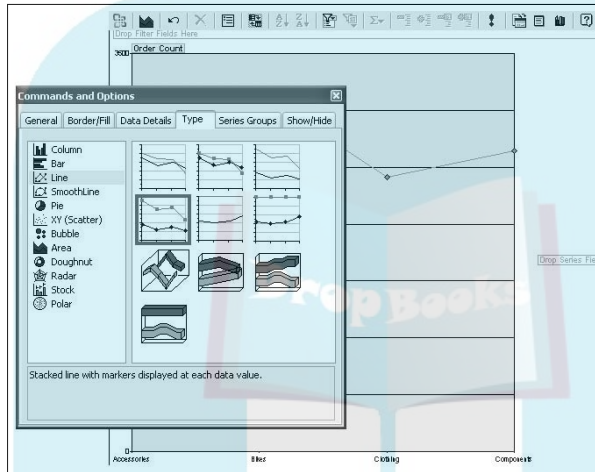 Drop Filter Fields Here
3500
Order Count
Commands and Options
General Border/Fill Data Details Type Series Groups Show/Hide
Column
Bar
Line
SmoothLine
Pie
XY (Scatter)
Bubble
Area
Doughnut
Radar
Stock
Polar
Stacked line with markers displayed at each data value.
Drop Series Fie
DropBooks
0
Accessories Bikes Clothing Components